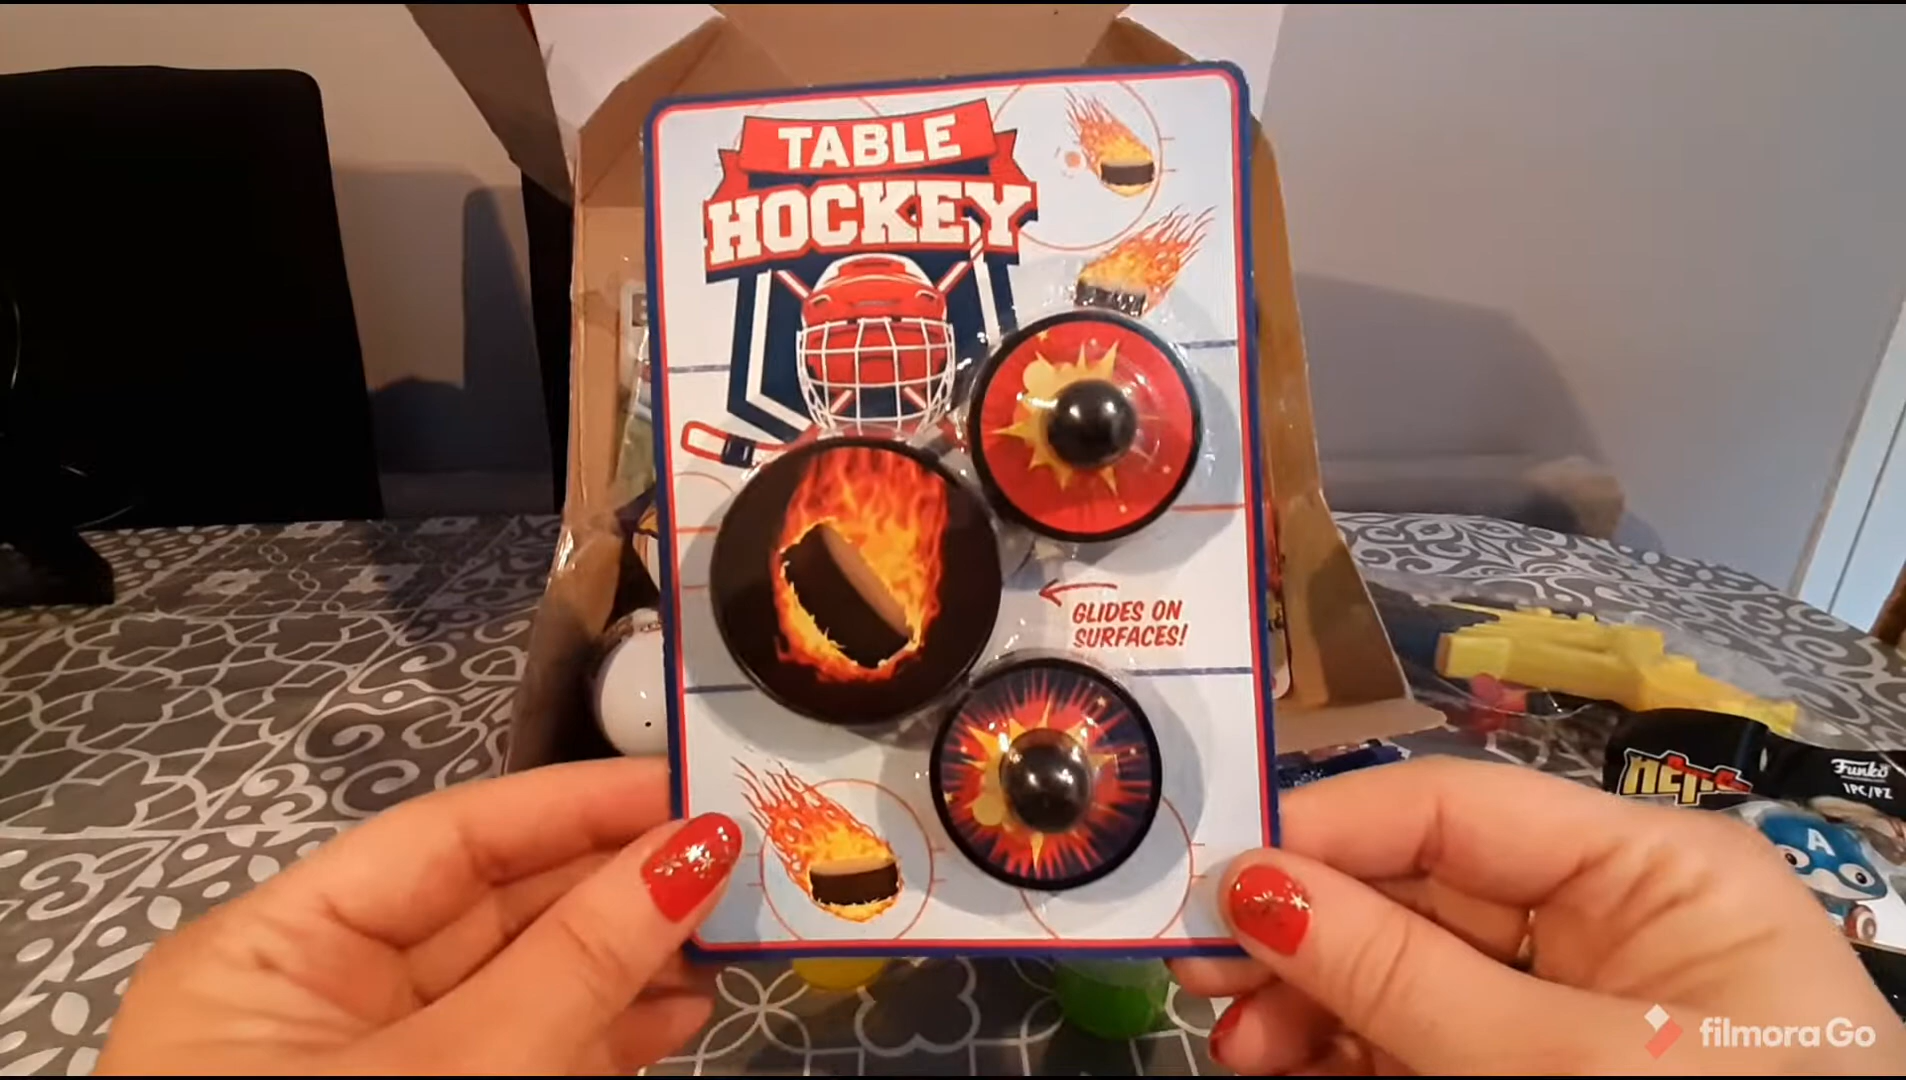 TABLE
HOCKEY
GLIDES ON
SURFACES!
Funko
1PC/PZ
A
filmora Go